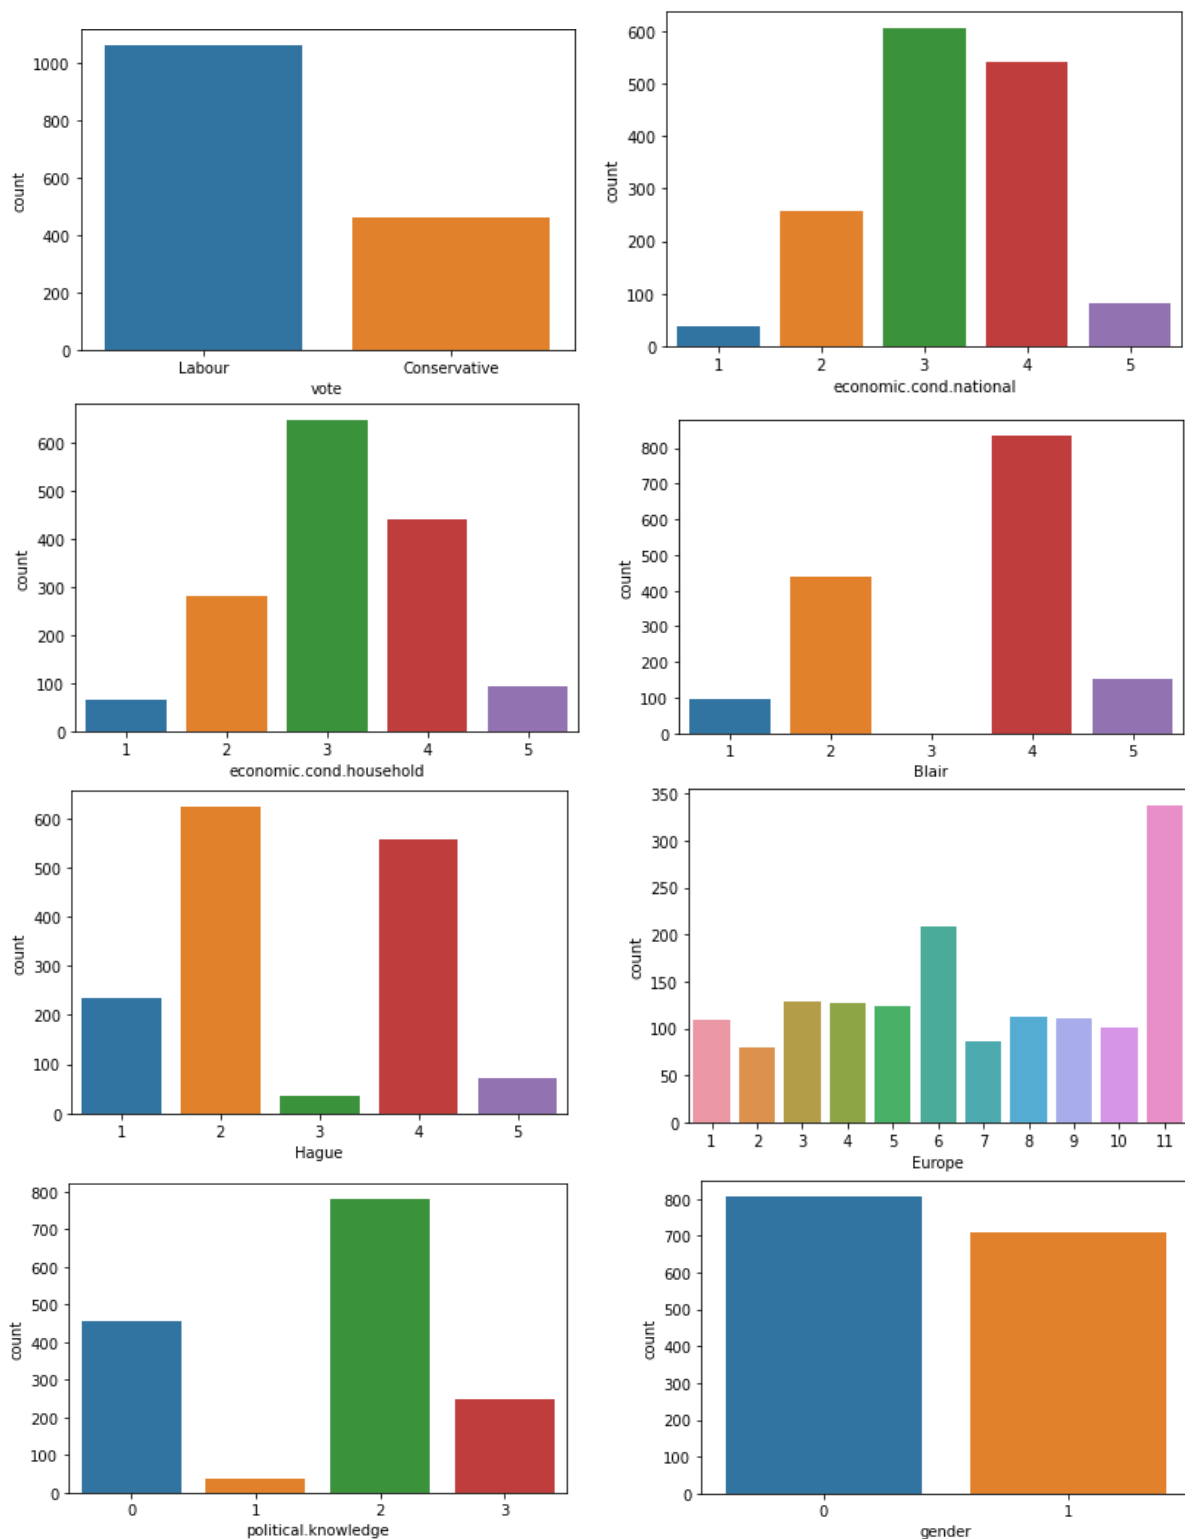 1000
800
600
400
200
0
count
Labour Conservative
vote
600
500
400
300
200
100
0
count
1 2 3 4 5
economic.cond.national
600
500
400
300
200
100
0
count
1 2 3 4 5
economic.cond.household
800
700
600
500
400
300
200
100
0
count
1 2 3 4 5
Blair
600
500
400
300
200
100
0
count
1 2 3 4 5
Hague
350
300
250
200
150
100
50
0
count
1 2 3 4 5 6 7 8 9 10 11
Europe
800
700
600
500
400
300
200
100
0
count
0 1 2 3
political.knowledge
800
700
600
500
400
300
200
100
0
count
0 1
gender